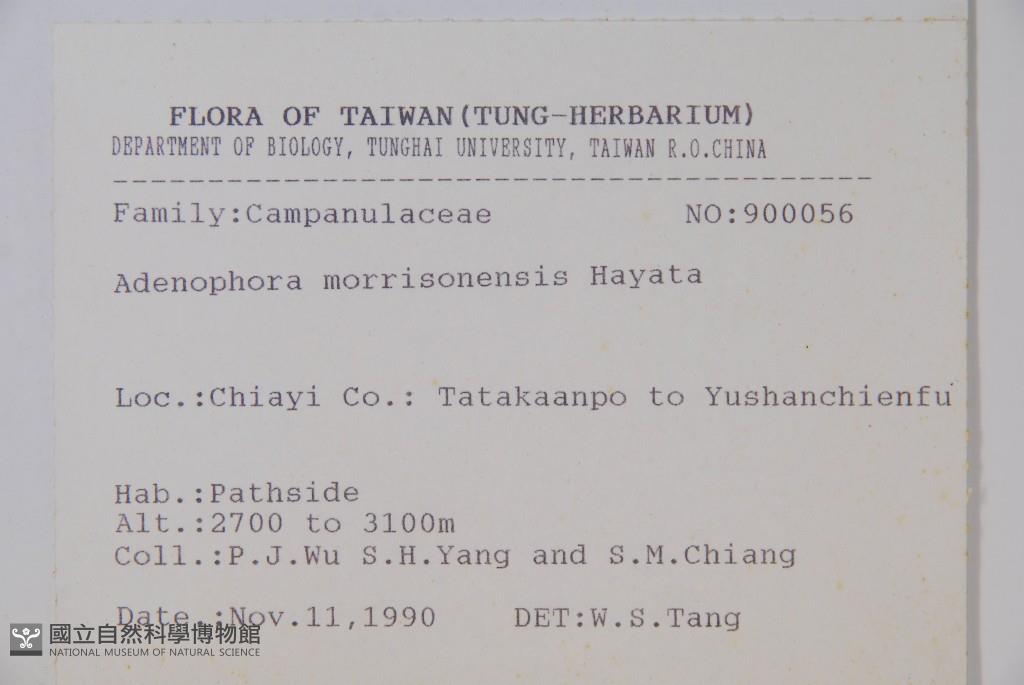 FLORA OF TAIWAN(TUNG-HERBARIUM)
DEPARTMENT OF BIOLOGY, TUNGHAI UNIVERSITY, TAIWAN R.O.CHINA
----------------------------------------
Family:Campanulaceae NO:900056
Adenophora morrisonensis Hayata
Loc.:Chiayi Co.: Tatakaanpo to Yushanchienfu
Hab.:Pathside
Alt.:2700 to 3100m
Coll.:P.J.Wu S.H.Yang and S.M.Chiang
Date.:Nov.11,1990 DET:W.S.Tang
國立自然科學博物館
NATIONAL MUSEUM OF NATURAL SCIENCE